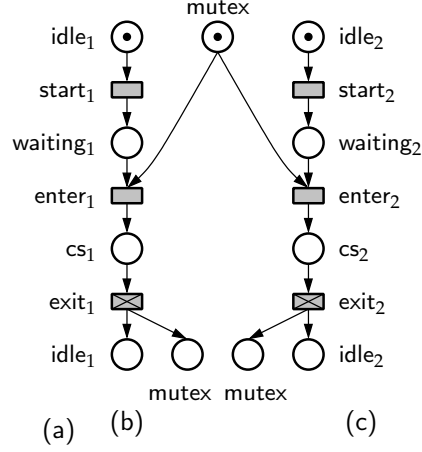 mutex
idle1 idle2
start1 start2
waiting1 waiting2
enter1 enter2
cs1 cs2
exit1 exit2
idle1 idle2
mutex mutex
(a) (b) (c)